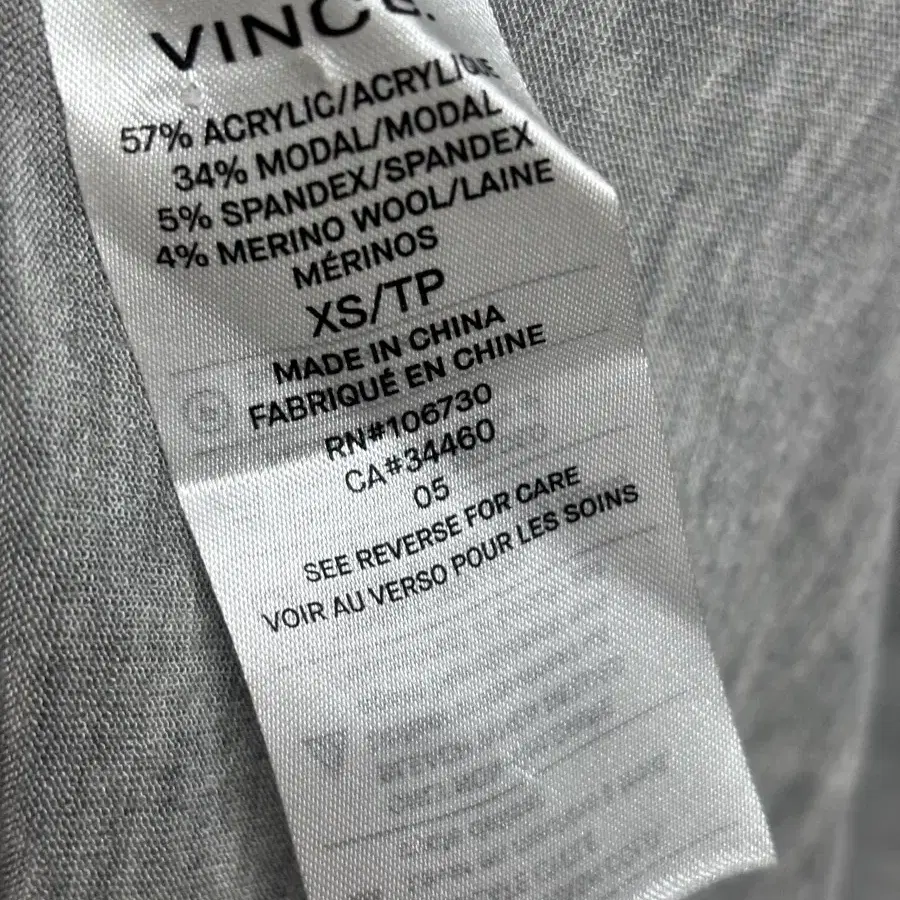 VINCE.
57% ACRYLIC/ACRYLIQUE
34% MODAL/MODAL
5% SPANDEX/SPANDEX
4% MERINO WOOL/LAINE
MÉRINOS
XS/TP
MADE IN CHINA
FABRIQUÉ EN CHINE
RN#106730
CA#34460
05
SEE REVERSE FOR CARE
VOIR AU VERSO POUR LES SOINS